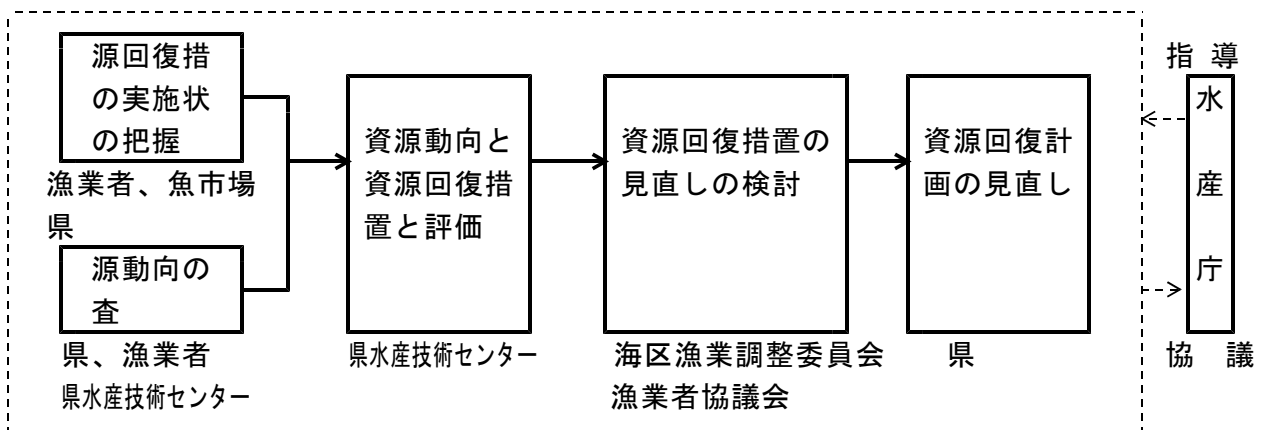 源回復措
の実施状
の把握
漁業者、魚市場
県
源動向の
査
県、漁業者
県水産技術センター
資源動向と
資源回復措
置と評価
県水産技術センター
資源回復措置の
見直しの検討
海区漁業調整委員会
漁業者協議会
資源回復計
画の見直し
県
指導
水産庁
協議